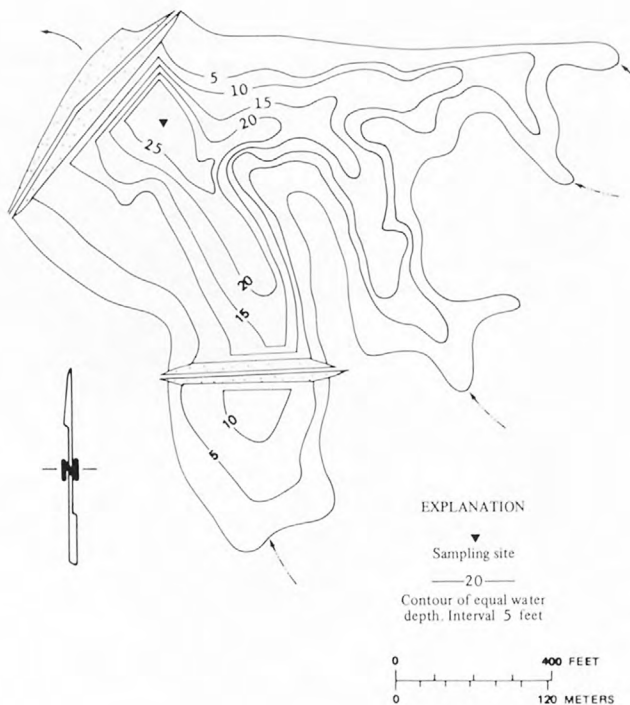 5
10
15
20
25
20
15
10
5
N
EXPLANATION
Sampling site
20
Contour of equal water
depth. Interval 5 feet
0 400 FEET
0 120 METERS